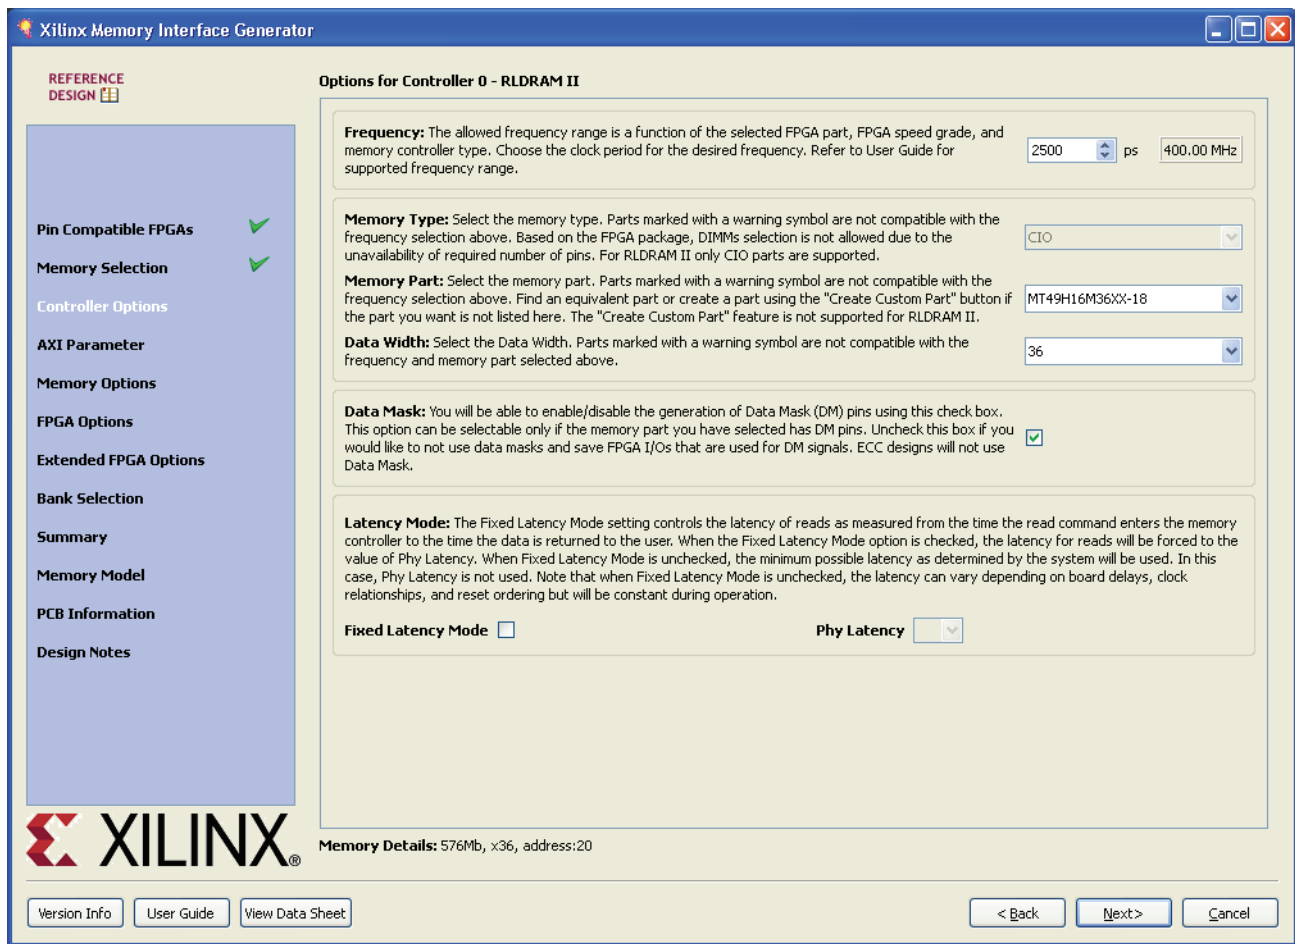 Xilinx Memory Interface Generator
REFERENCE
DESIGN
Pin Compatible FPGAs
Memory Selection
Controller Options
AXI Parameter
Memory Options
FPGA Options
Extended FPGA Options
Bank Selection
Summary
Memory Model
PCB Information
Design Notes
XILINX®
Options for Controller 0 - RLDRAM II
Frequency: The allowed frequency range is a function of the selected FPGA part, FPGA speed grade, and
memory controller type. Choose the clock period for the desired frequency. Refer to User Guide for
supported frequency range.
2500 ps 400.00 MHz
Memory Type: Select the memory type. Parts marked with a warning symbol are not compatible with the
frequency selection above. Based on the FPGA package, DIMMs selection is not allowed due to the
unavailability of required number of pins. For RLDRAM II only CIO parts are supported.
CIO
Memory Part: Select the memory part. Parts marked with a warning symbol are not compatible with the
frequency selection above. Find an equivalent part or create a part using the "Create Custom Part" button if
the part you want is not listed here. The "Create Custom Part" feature is not supported for RLDRAM II.
MT49H16M36XX-18
Data Width: Select the Data Width. Parts marked with a warning symbol are not compatible with the
frequency and memory part selected above.
36
Data Mask: You will be able to enable/disable the generation of Data Mask (DM) pins using this check box.
This option can be selectable only if the memory part you have selected has DM pins. Uncheck this box if you
would like to not use data masks and save FPGA I/Os that are used for DM signals. ECC designs will not use
Data Mask.
Latency Mode: The Fixed Latency Mode setting controls the latency of reads as measured from the time the read command enters the memory
controller to the time the data is returned to the user. When the Fixed Latency Mode option is checked, the latency for reads will be forced to the
value of Phy Latency. When Fixed Latency Mode is unchecked, the minimum possible latency as determined by the system will be used. In this
case, Phy Latency is not used. Note that when Fixed Latency Mode is unchecked, the latency can vary depending on board delays, clock
relationships, and reset ordering but will be constant during operation.
Fixed Latency Mode Phy Latency
Memory Details: 576Mb, x36, address:20
Version Info User Guide View Data Sheet < Back Next> Cancel